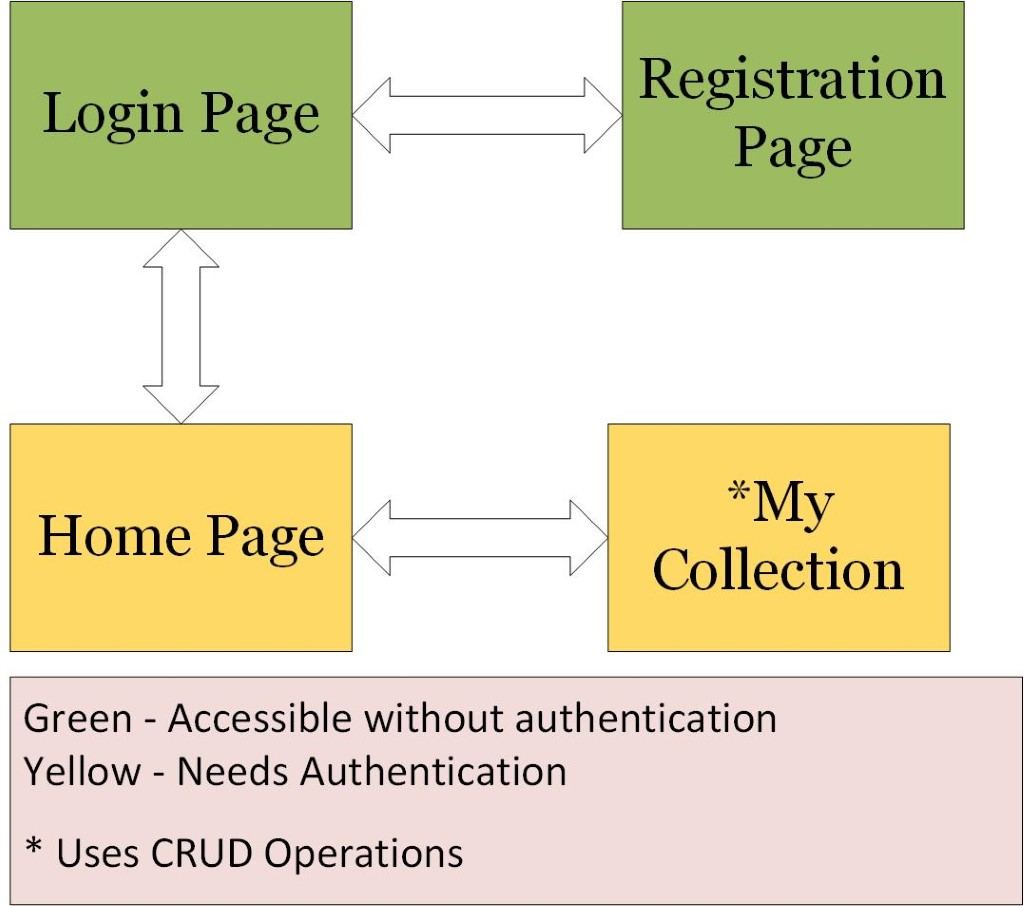 Login Page
Registration
Page
Home Page
*My
Collection
Green - Accessible without authentication
Yellow - Needs Authentication
* Uses CRUD Operations